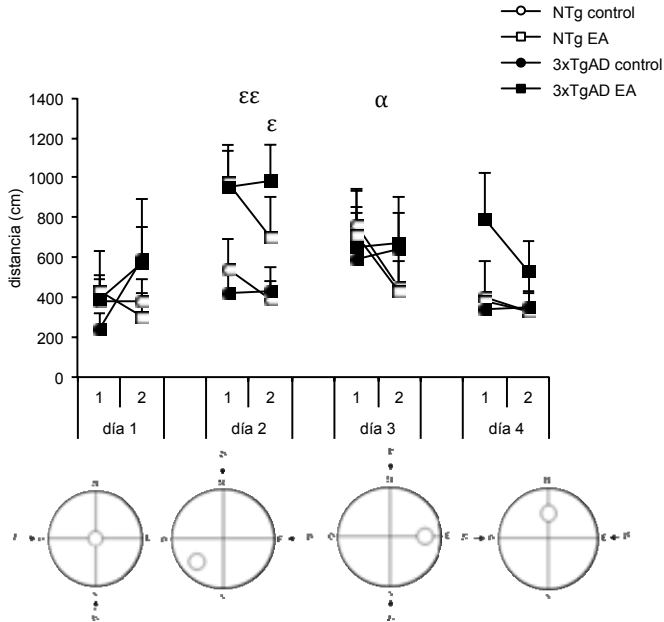 NTg control
NTg EA
3xTgAD control
3xTgAD EA
εε
α
ε
distancia (cm)
1400
1200
1000
800
600
400
200
0
1 2 1 2 1 2 1 2
día 1 día 2 día 3 día 4